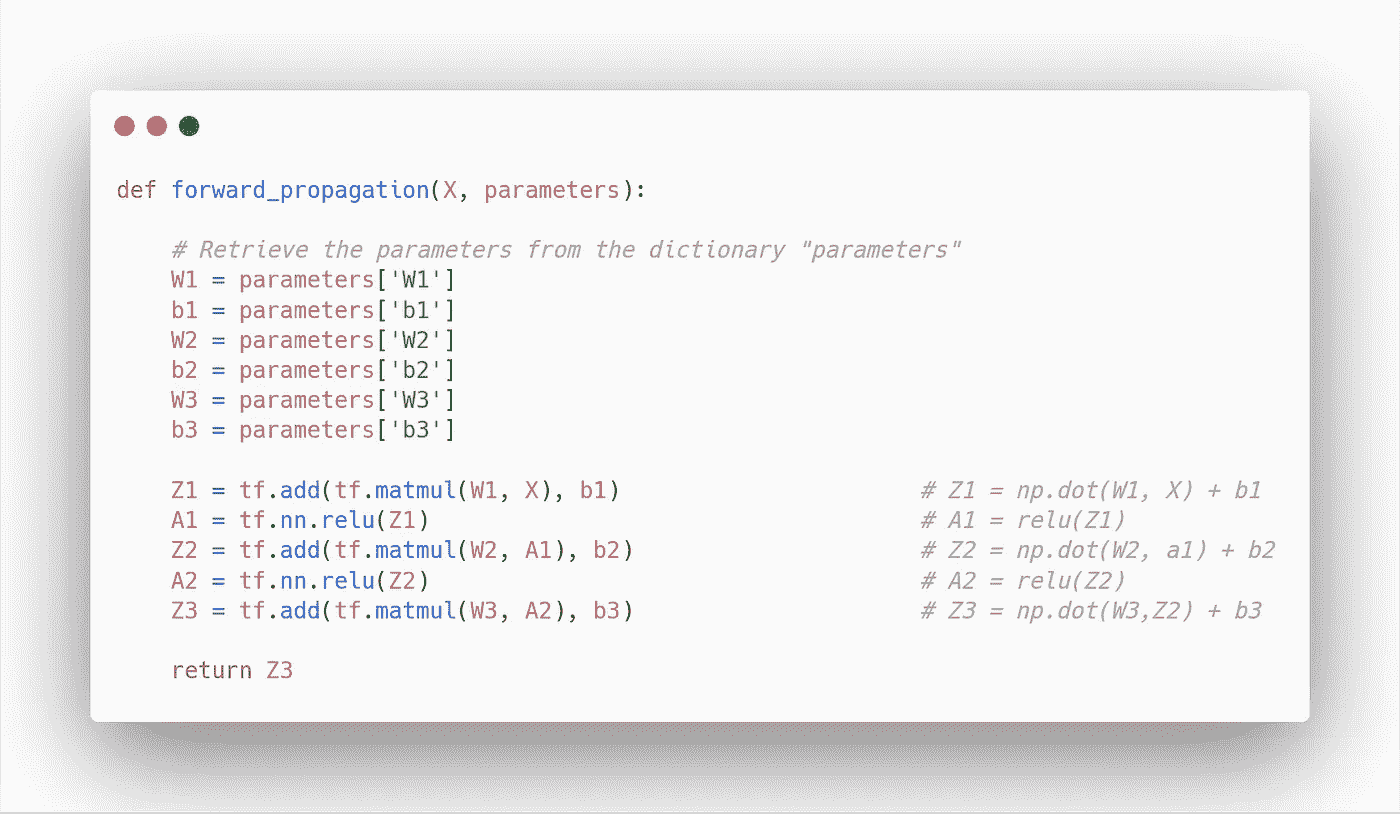 def forward_propagation(X, parameters):
    # Retrieve the parameters from the dictionary "parameters"
    W1 = parameters['W1']
    b1 = parameters['b1']
    W2 = parameters['W2']
    b2 = parameters['b2']
    W3 = parameters['W3']
    b3 = parameters['b3']
    Z1 = tf.add(tf.matmul(W1, X), b1)                      # Z1 = np.dot(W1, X) + b1
    A1 = tf.nn.relu(Z1)                                    # A1 = relu(Z1)
    Z2 = tf.add(tf.matmul(W2, A1), b2)                     # Z2 = np.dot(W2, a1) + b2
    A2 = tf.nn.relu(Z2)                                    # A2 = relu(Z2)
    Z3 = tf.add(tf.matmul(W3, A2), b3)                     # Z3 = np.dot(W3,Z2) + b3
    return Z3